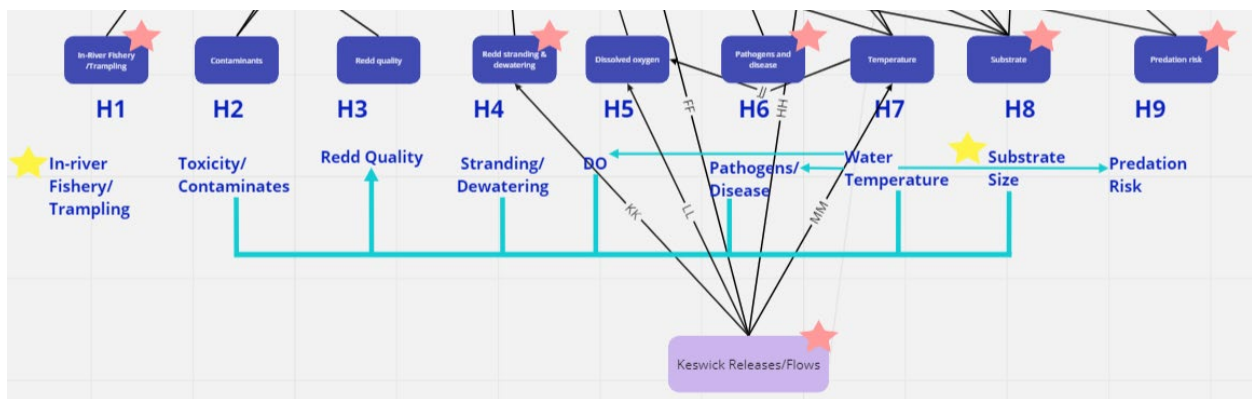 In-River Fishery
/Trampling
Contaminants
Redd quality
Redd stranding &
dewatering
Dissolved oxygen
Pathogens and
disease
Temperature
Substrate
Predation risk
JJ
FF
HH
H1
H2
H3
H4
H5
H6
H7
H8
H9
In-river
Fishery/
Trampling
Toxicity/
Contaminates
Redd Quality
Stranding/
Dewatering
DO
Pathogens/
Disease
Water
Temperature
Substrate
Size
Predation
Risk
KK
LL
MM
Keswick Releases/Flows